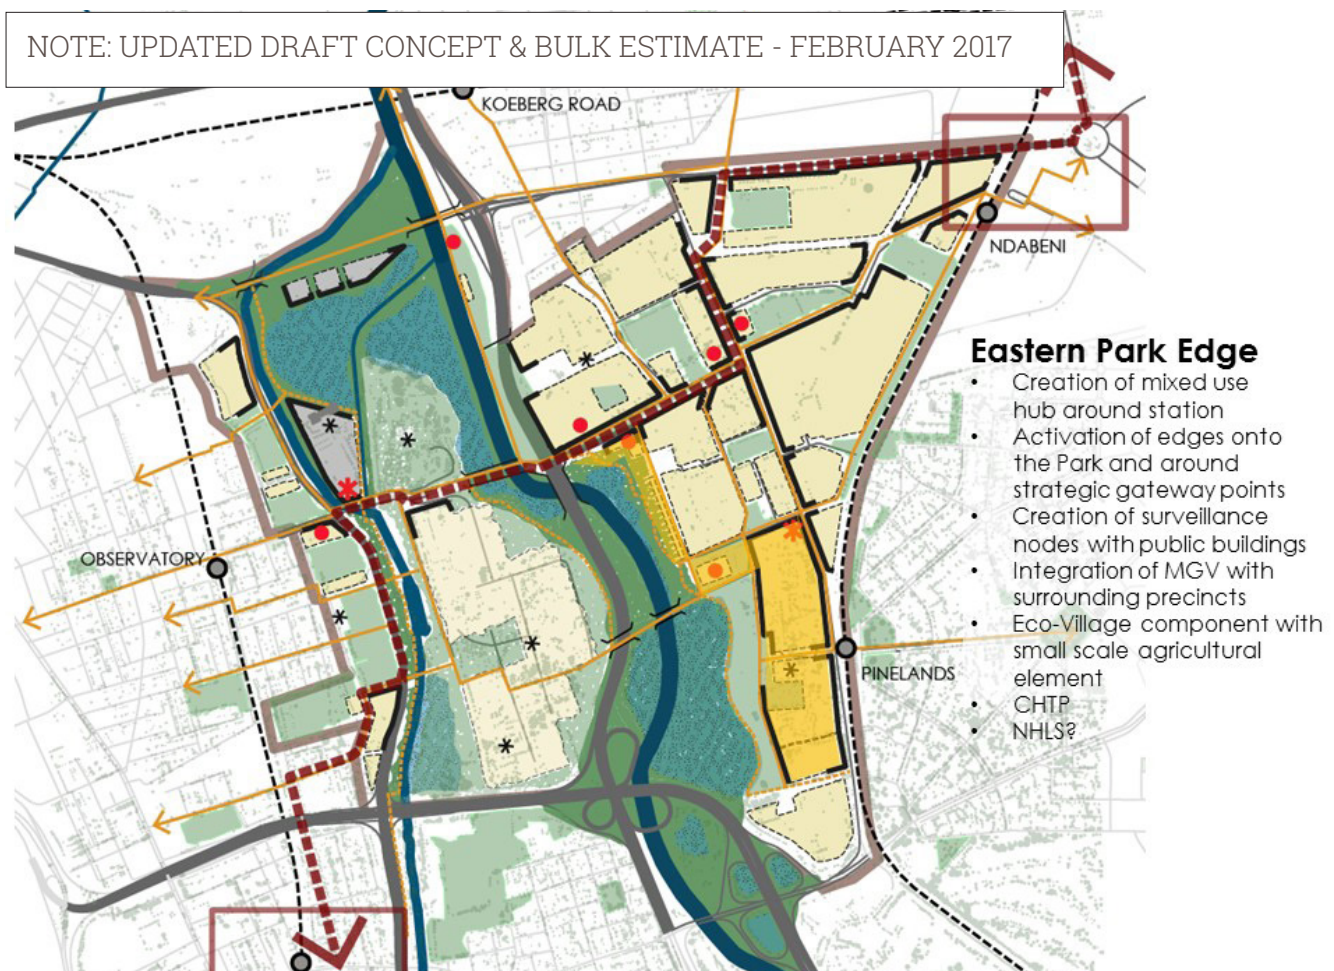 NOTE: UPDATED DRAFT CONCEPT & BULK ESTIMATE - FEBRUARY 2017
KOEBERG ROAD
NDABENI
Eastern Park Edge
• Creation of mixed use
hub around station
• Activation of edges onto
the Park and around
strategic gateway points
• Creation of surveillance
nodes with public buildings
• Integration of MGV with
surrounding precincts
• Eco-Village component with
small scale agricultural
element
• CHTP
• NHLS?
OBSERVATORY
PINELANDS